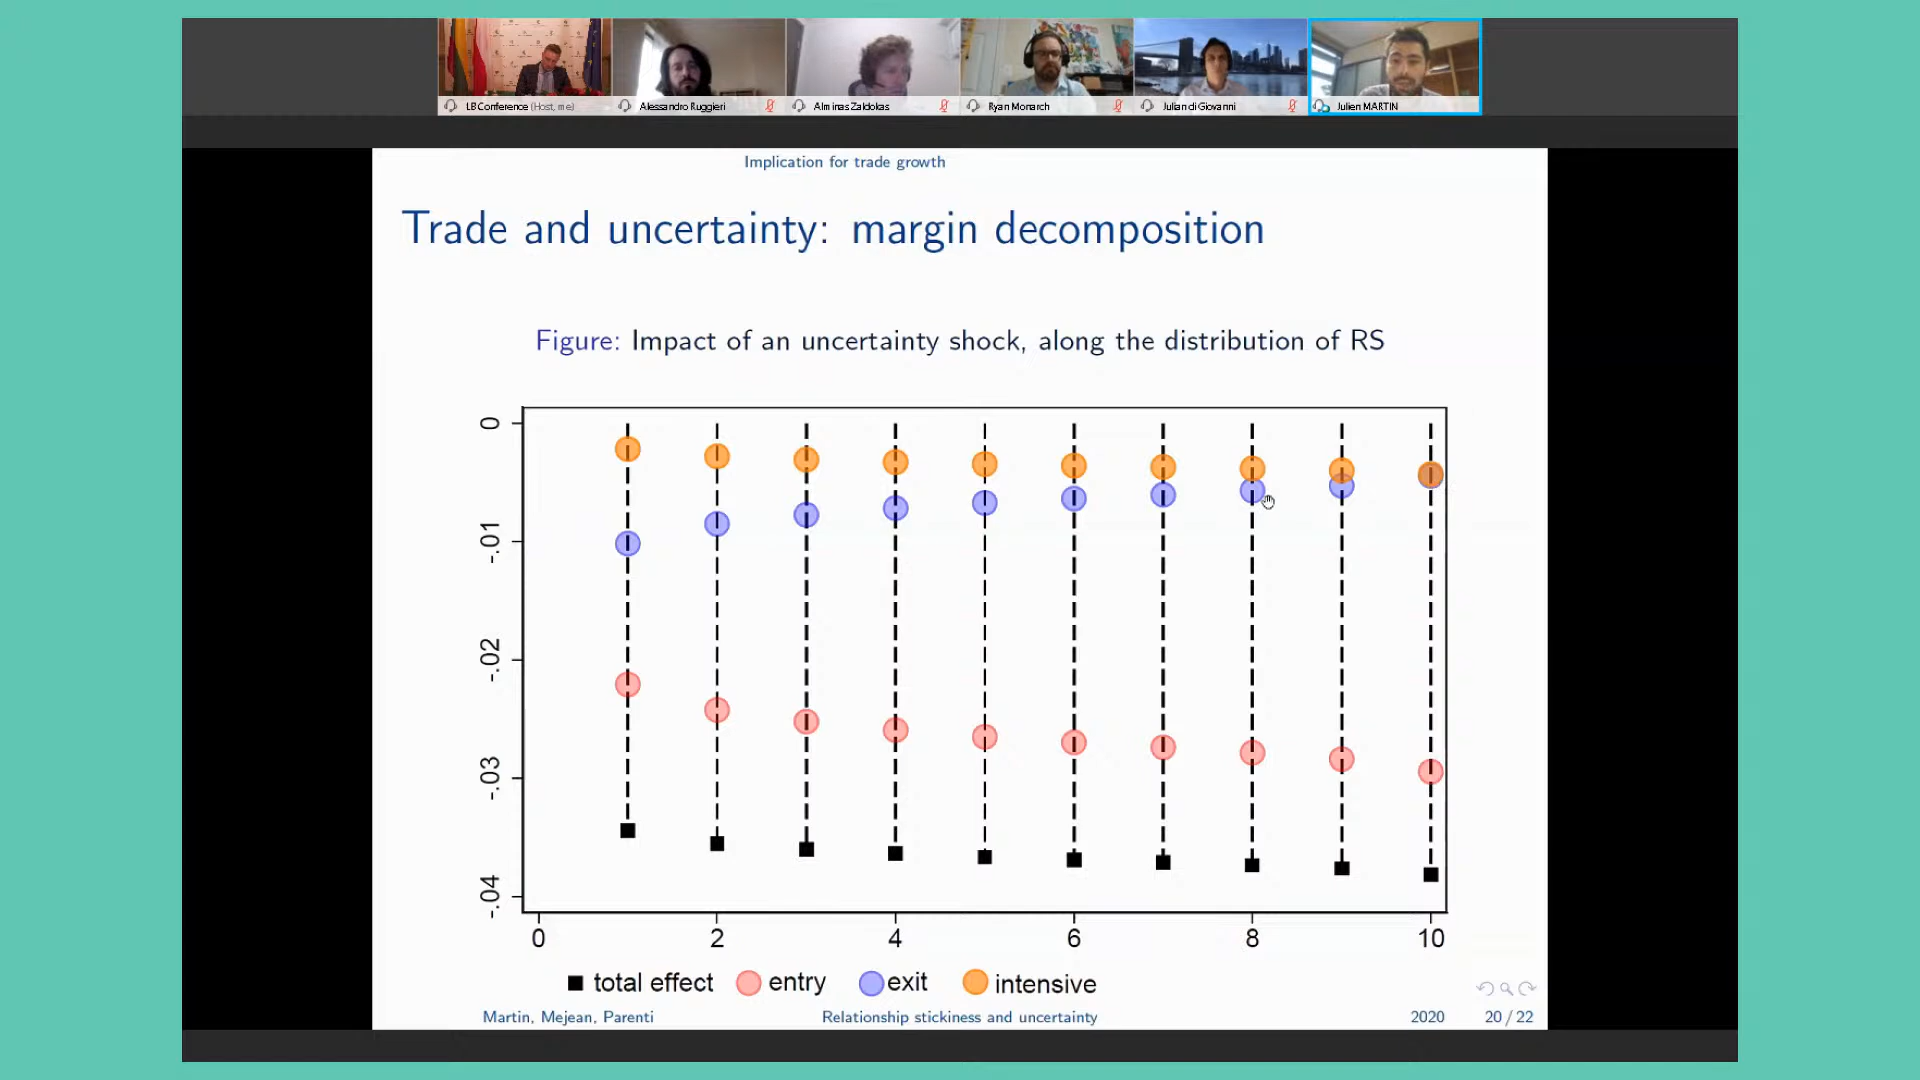 LB Conference (Host, me)
Alessandro Ruggieri
Alminas Zaldokas
Ryan Monarch
Julian di Giovanni
Julien MARTIN
Implication for trade growth
Trade and uncertainty: margin decomposition
Figure: Impact of an uncertainty shock, along the distribution of RS
0
-.01
-.02
-.03
-.04
0 2 4 6 8 10
total effect entry exit intensive
Martin, Mejean, Parenti Relationship stickiness and uncertainty 2020 20 / 22